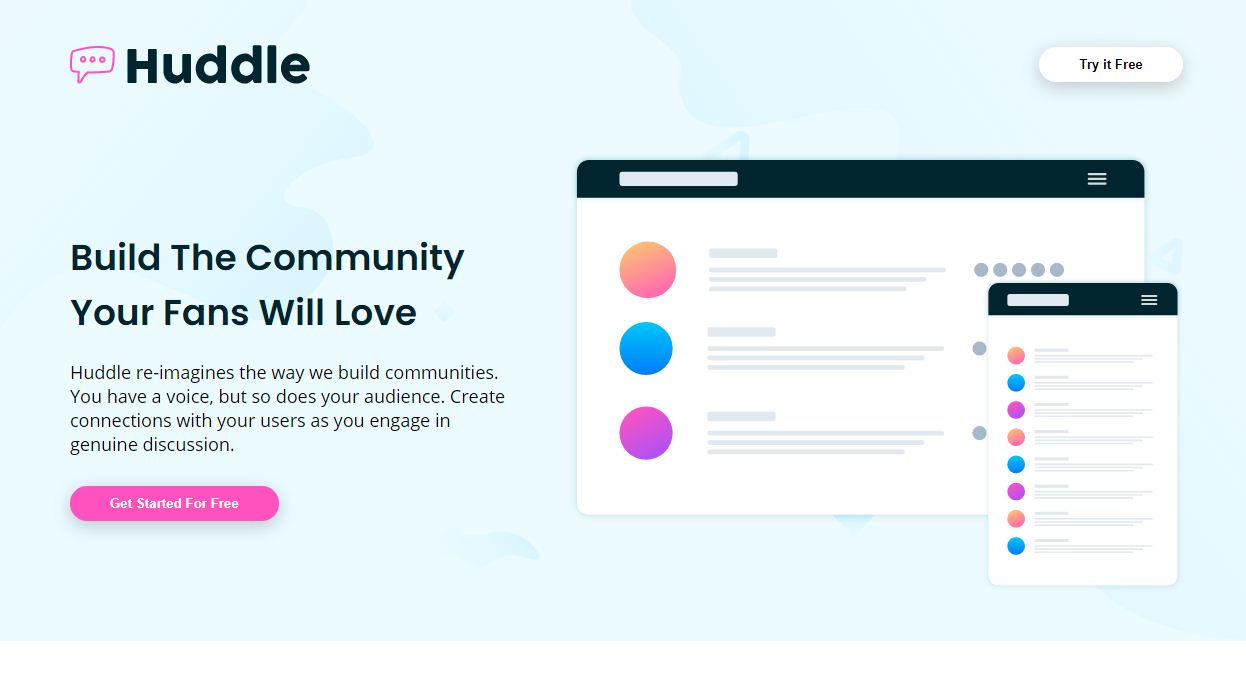 Huddle
Try it Free
Build The Community
Your Fans Will Love
Huddle re-imagines the way we build communities.
You have a voice, but so does your audience. Create
connections with your users as you engage in
genuine discussion.
Get Started For Free